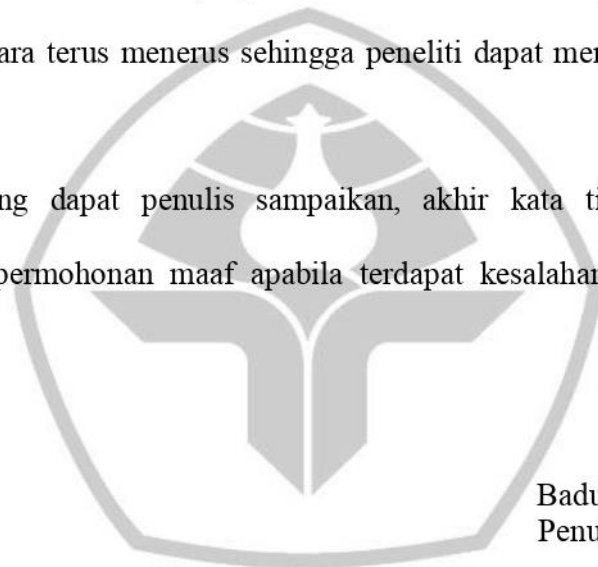 ara terus menerus sehingga peneliti dapat mer
ng dapat penulis sampaikan, akhir kata ti
permohonan maaf apabila terdapat kesalahan
Badu
Penu